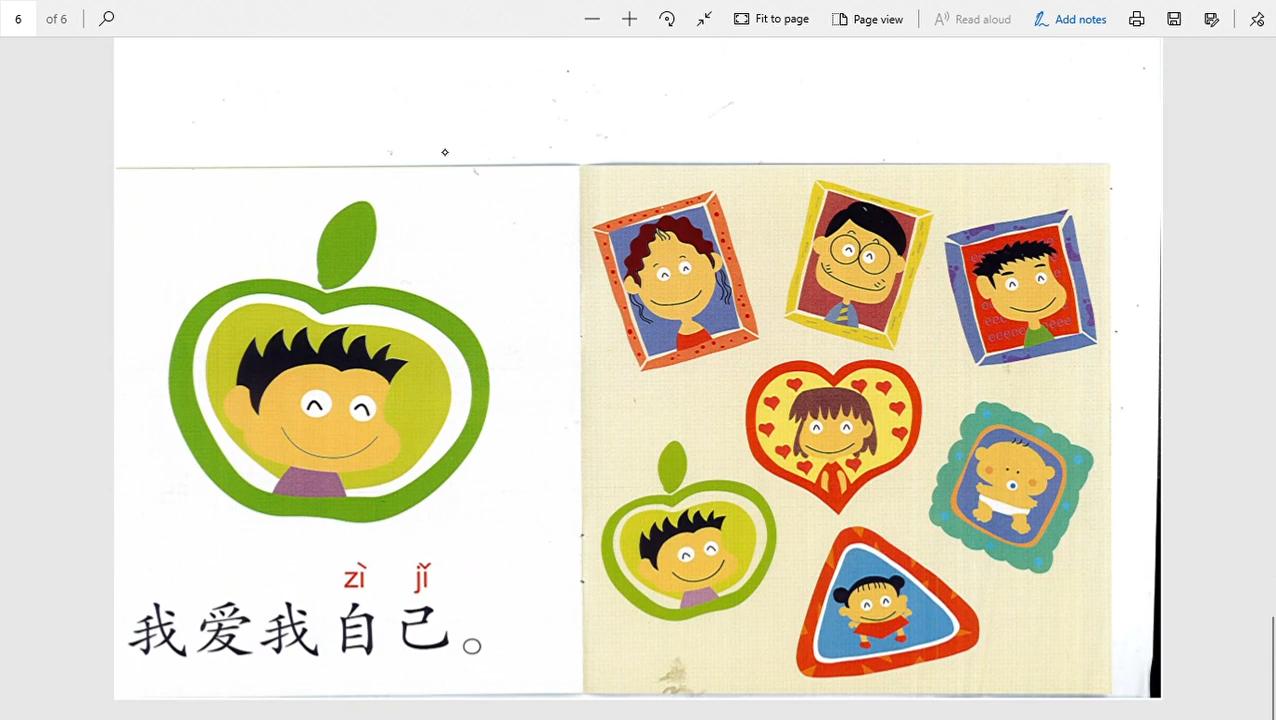 6 of 6 Fit to page Page view Read aloud Add notes
zì jǐ
我爱我自己。